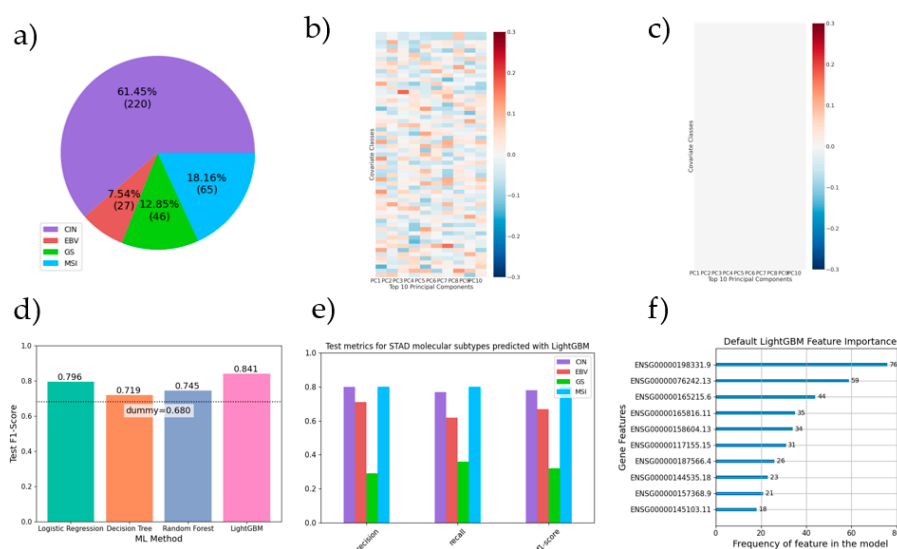 a)
61.45%
(220)
7.54%
(27)
12.85%
(46)
18.16%
(65)
CIN
EBV
GS
MSI
b)
Covariate Classes
PC1 PC2 PC3 PC4 PC5 PC6 PC7 PC8 PC9 PC10
Top 10 Principal Components
0.3
0.2
0.1
0.0
-0.1
-0.2
-0.3
c)
Covariate Classes
PC1 PC2 PC3 PC4 PC5 PC6 PC7 PC8 PC9 PC10
Top 10 Principal Components
0.3
0.2
0.1
0.0
-0.1
-0.2
-0.3
d)
Test F1-Score
1.0
0.8
0.6
0.4
0.2
0.0
0.796
0.719
0.745
0.841
dummy=0.680
Logistic Regression
Decision Tree
Random Forest
LightGBM
ML Method
e)
Test metrics for STAD molecular subtypes predicted with LightGBM
1.0
0.8
0.6
0.4
0.2
0.0
CIN
EBV
GS
MSI
recision
recall
f1-score
f)
Default LightGBM Feature Importance
Gene Features
ENSG00000198331.9
76
ENSG00000076242.13
59
ENSG00000165215.6
44
ENSG00000165816.11
35
ENSG00000158604.13
34
ENSG00000117155.15
31
ENSG00000187566.4
26
ENSG00000144535.18
23
ENSG00000157368.9
21
ENSG00000145103.11
18
0
20
40
60
80
Frequency of feature in the model